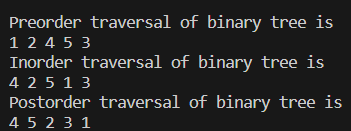 Preorder traversal of binary tree is
1 2 4 5 3
Inorder traversal of binary tree is
4 2 5 1 3
Postorder traversal of binary tree is
4 5 2 3 1